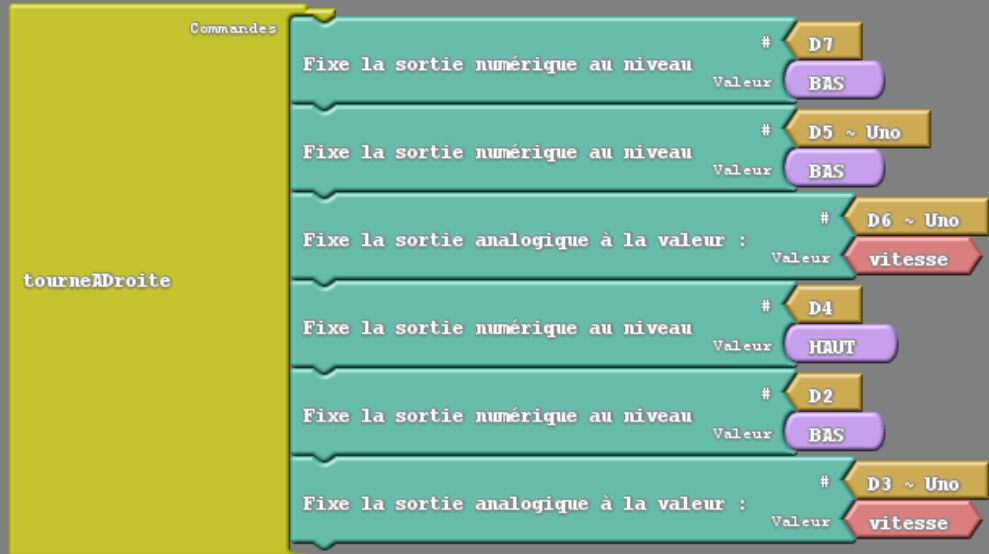 Commandes
#
D7
Fixe la sortie numérique au niveau
Valeur
BAS
#
D5 ~ Uno
Fixe la sortie numérique au niveau
Valeur
BAS
#
D6 ~ Uno
Fixe la sortie analogique à la valeur :
Valeur
vitesse
tourneADroite
#
D4
Fixe la sortie numérique au niveau
Valeur
HAUT
#
D2
Fixe la sortie numérique au niveau
Valeur
BAS
#
D3 ~ Uno
Fixe la sortie analogique à la valeur :
Valeur
vitesse